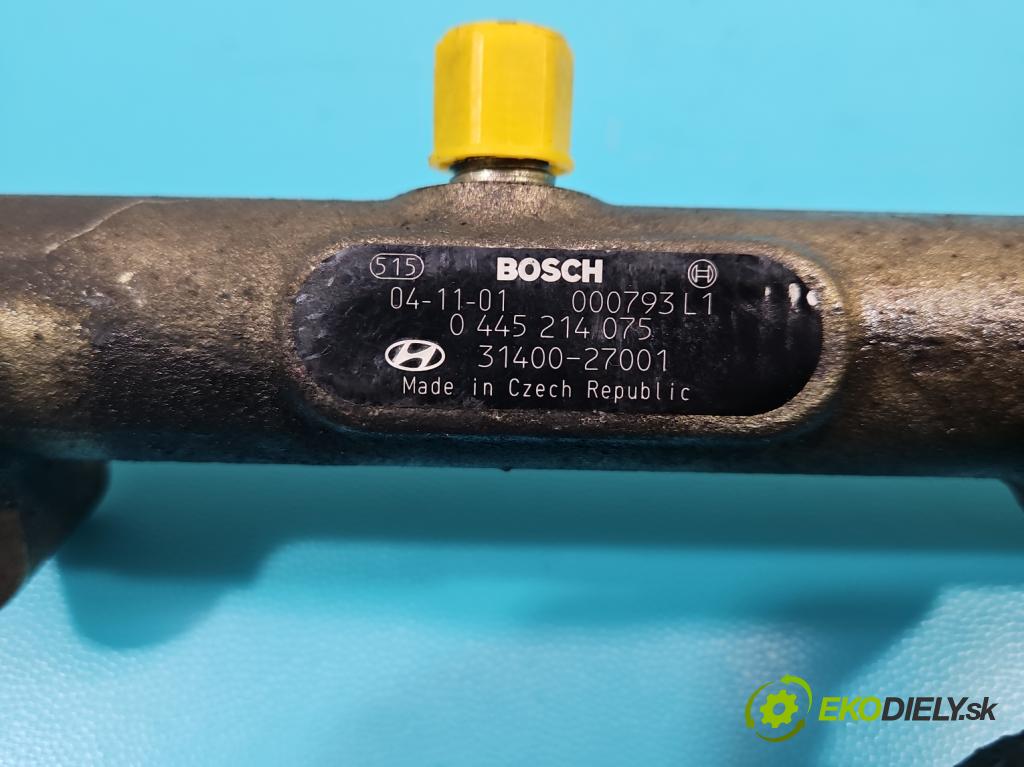 515 BOSCH H
04-11-01 000793 L1
0 445 214 075
31400-27001
Made in Czech Republic
EKODIELY.sk